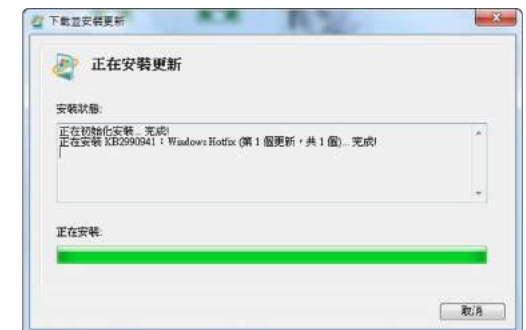 下載並安裝更新
正在安裝更新
安裝狀態:
正在初始化安裝... 完成!
正在安裝 KB2990941：Windows Hotfix (第 1 個更新，共 1 個)... 完成!
正在安裝:
取消